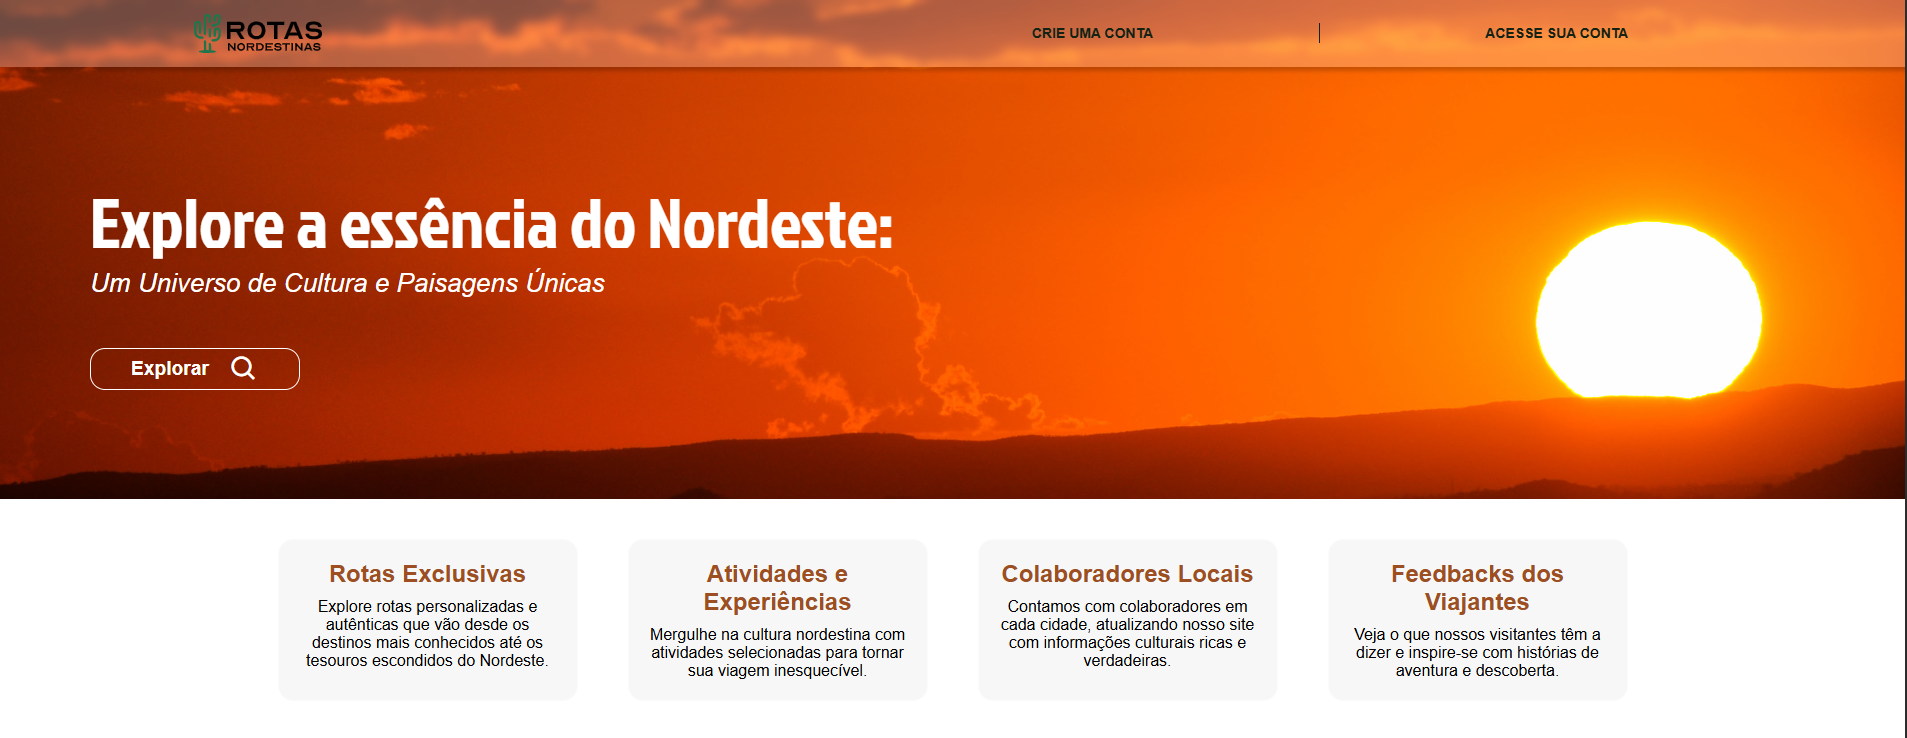 ROTAS
NORDESTINAS
CRIE UMA CONTA
ACESSE SUA CONTA
Explore a essência do Nordeste:
Um Universo de Cultura e Paisagens Únicas
Explorar
Rotas Exclusivas
Explore rotas personalizadas e
autênticas que vão desde os
destinos mais conhecidos até os
tesouros escondidos do Nordeste.
Atividades e
Experiências
Mergulhe na cultura nordestina com
atividades selecionadas para tornar
sua viagem inesquecível.
Colaboradores Locais
Contamos com colaboradores em
cada cidade, atualizando nosso site
com informações culturais ricas e
verdadeiras.
Feedbacks dos
Viajantes
Veja o que nossos visitantes têm a
dizer e inspire-se com histórias de
aventura e descoberta.